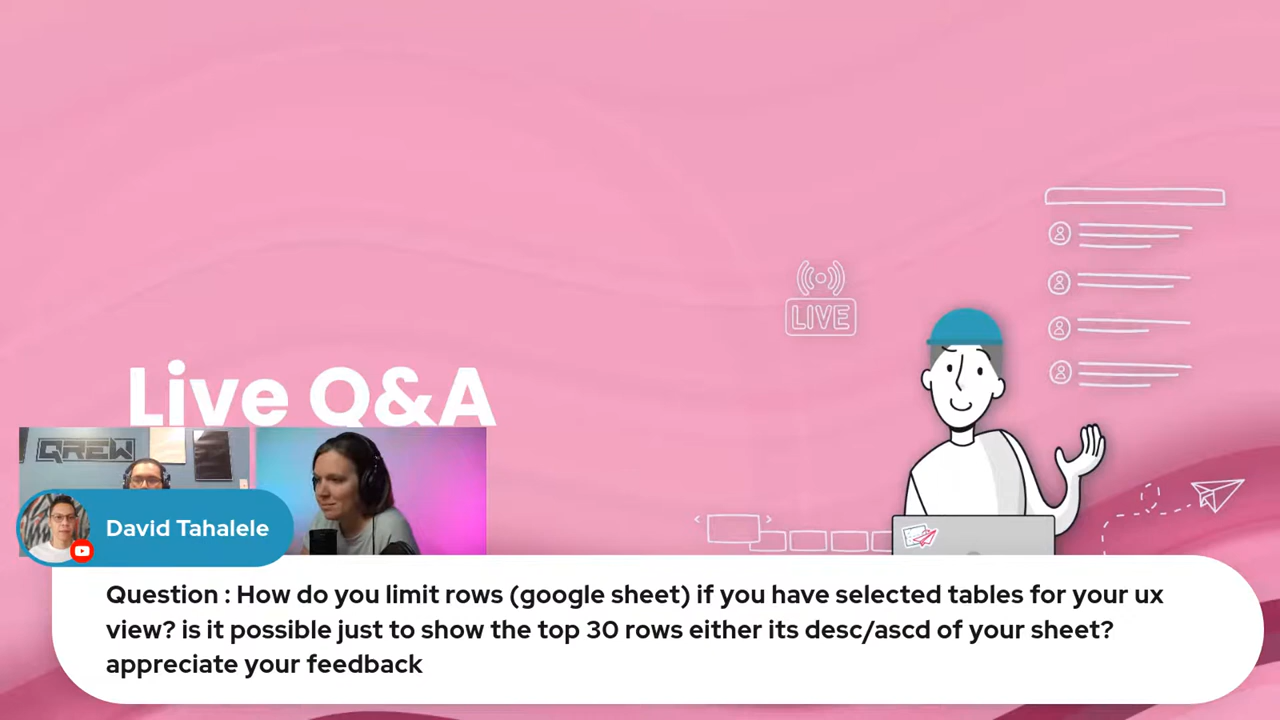 LIVE
Live Q&A
QREW
David Tahalele
Question : How do you limit rows (google sheet) if you have selected tables for your ux
view? is it possible just to show the top 30 rows either its desc/ascd of your sheet?
appreciate your feedback